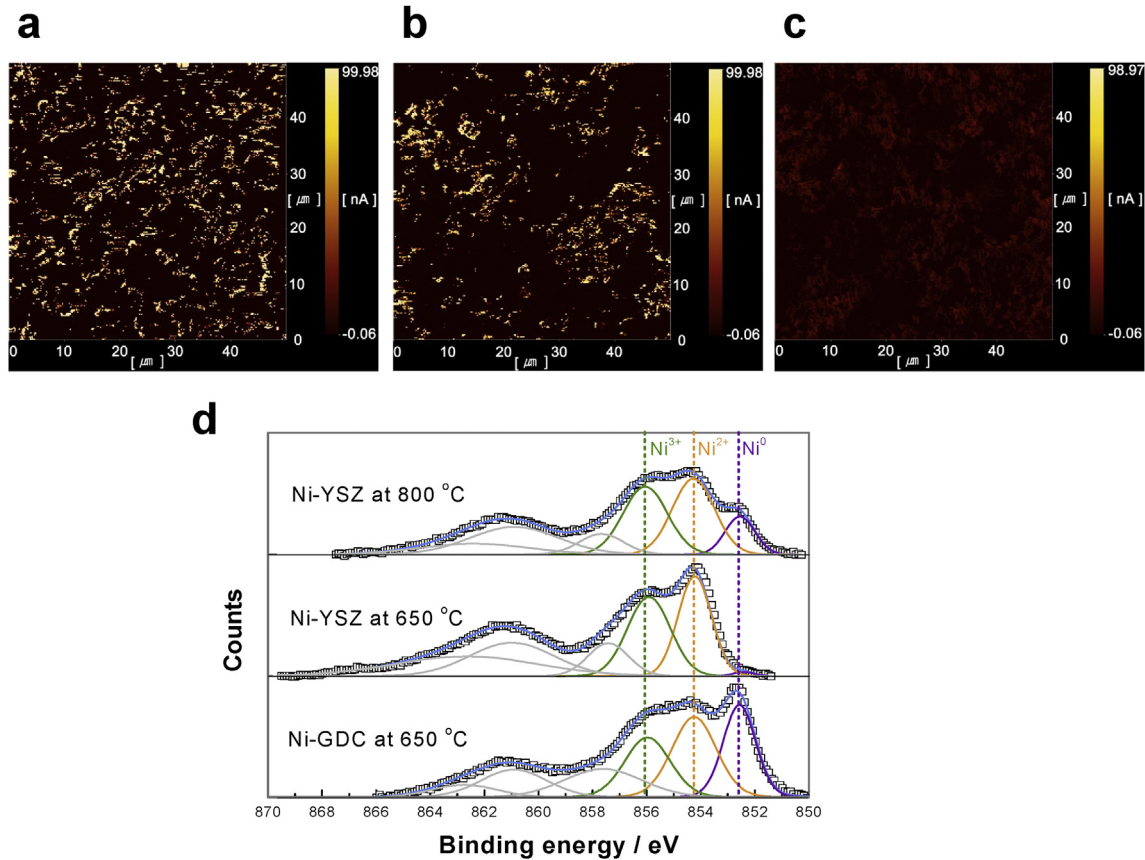 a
b
c
99.98
40
30
[ ㎛ ]
[ nA ]
20
10
-0.06
0
0 10 20 30 40
[ ㎛ ]
99.98
40
30
[ ㎛ ]
[ nA ]
20
10
-0.06
0
0 10 20 30 40
[ ㎛ ]
98.97
40
30
[ ㎛ ]
[ nA ]
20
10
-0.06
0
0 10 20 30 40
[ ㎛ ]
d
Ni³⁺ Ni²⁺ Ni⁰
Ni-YSZ at 800 °C
Ni-YSZ at 650 °C
Ni-GDC at 650 °C
Counts
870 868 866 864 862 860 858 856 854 852 850
Binding energy / eV